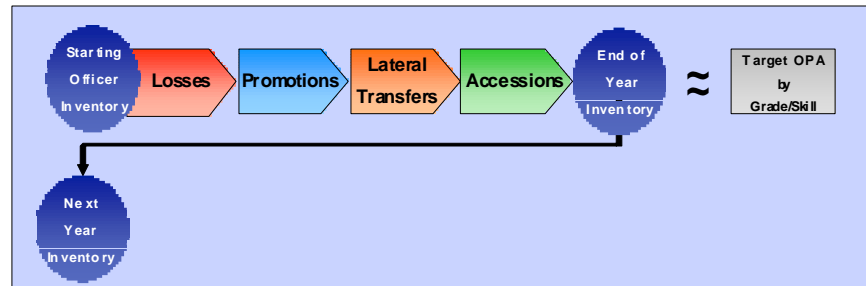 Starting
Officer
Inventory
Losses
Promotions
Lateral
Transfers
Accessions
End of
Year
Inventory
≈
Target OPA
by
Grade/Skill
Next
Year
Inventory